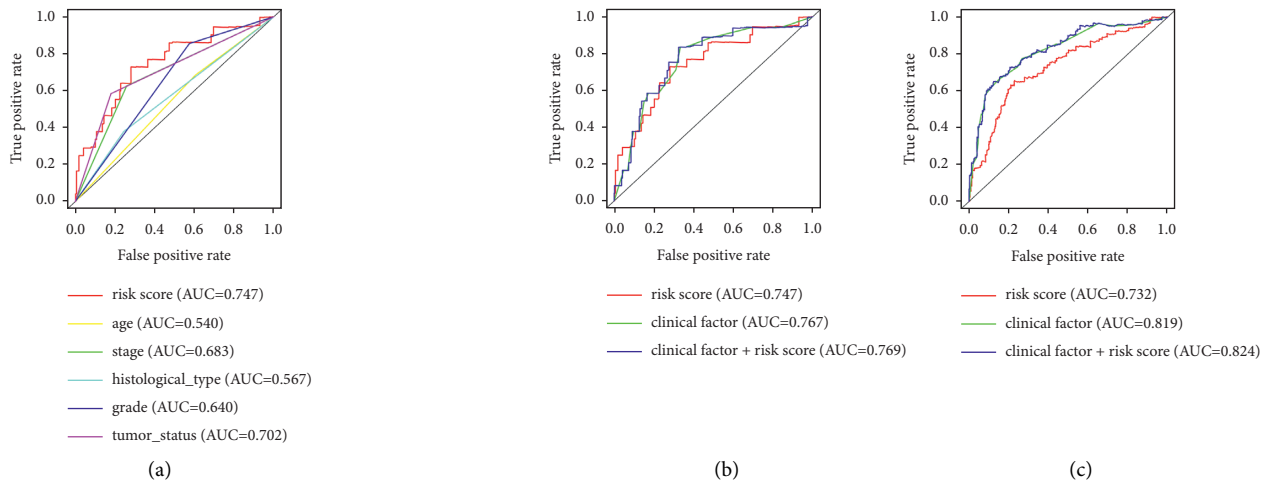 1.0
0.8
0.6
0.4
0.2
0.0
True positive rate
0.0 0.2 0.4 0.6 0.8 1.0
False positive rate
risk score (AUC=0.747)
age (AUC=0.540)
stage (AUC=0.683)
histological_type (AUC=0.567)
grade (AUC=0.640)
tumor_status (AUC=0.702)
(a)
1.0
0.8
0.6
0.4
0.2
0.0
True positive rate
0.0 0.2 0.4 0.6 0.8 1.0
False positive rate
risk score (AUC=0.747)
clinical factor (AUC=0.767)
clinical factor + risk score (AUC=0.769)
(b)
1.0
0.8
0.6
0.4
0.2
0.0
True positive rate
0.0 0.2 0.4 0.6 0.8 1.0
False positive rate
risk score (AUC=0.732)
clinical factor (AUC=0.819)
clinical factor + risk score (AUC=0.824)
(c)